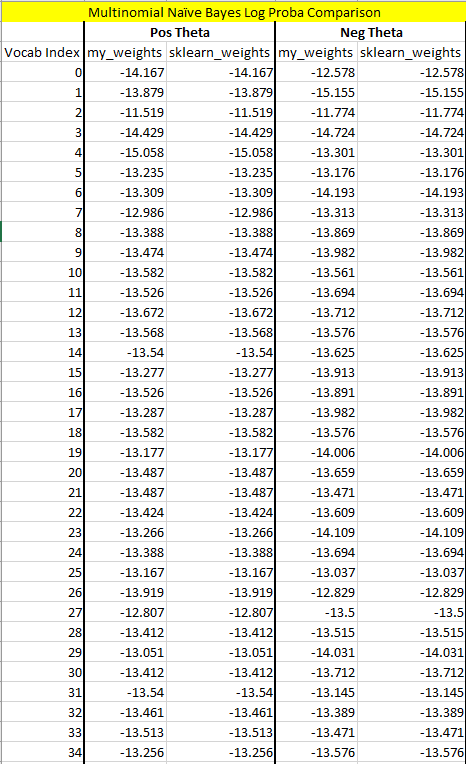 Multinomial Naïve Bayes Log Proba Comparison
Pos Theta Neg Theta
Vocab Index my_weights sklearn_weights my_weights sklearn_weights
0 -14.167 -14.167 -12.578 -12.578
1 -13.879 -13.879 -15.155 -15.155
2 -11.519 -11.519 -11.774 -11.774
3 -14.429 -14.429 -14.724 -14.724
4 -15.058 -15.058 -13.301 -13.301
5 -13.235 -13.235 -13.176 -13.176
6 -13.309 -13.309 -14.193 -14.193
7 -12.986 -12.986 -13.313 -13.313
8 -13.388 -13.388 -13.869 -13.869
9 -13.474 -13.474 -13.982 -13.982
10 -13.582 -13.582 -13.561 -13.561
11 -13.526 -13.526 -13.694 -13.694
12 -13.672 -13.672 -13.712 -13.712
13 -13.568 -13.568 -13.576 -13.576
14 -13.54 -13.54 -13.625 -13.625
15 -13.277 -13.277 -13.913 -13.913
16 -13.526 -13.526 -13.891 -13.891
17 -13.287 -13.287 -13.982 -13.982
18 -13.582 -13.582 -13.576 -13.576
19 -13.177 -13.177 -14.006 -14.006
20 -13.487 -13.487 -13.659 -13.659
21 -13.487 -13.487 -13.471 -13.471
22 -13.424 -13.424 -13.609 -13.609
23 -13.266 -13.266 -14.109 -14.109
24 -13.388 -13.388 -13.694 -13.694
25 -13.167 -13.167 -13.037 -13.037
26 -13.919 -13.919 -12.829 -12.829
27 -12.807 -12.807 -13.5 -13.5
28 -13.412 -13.412 -13.515 -13.515
29 -13.051 -13.051 -14.031 -14.031
30 -13.412 -13.412 -13.712 -13.712
31 -13.54 -13.54 -13.145 -13.145
32 -13.461 -13.461 -13.389 -13.389
33 -13.513 -13.513 -13.471 -13.471
34 -13.256 -13.256 -13.576 -13.576